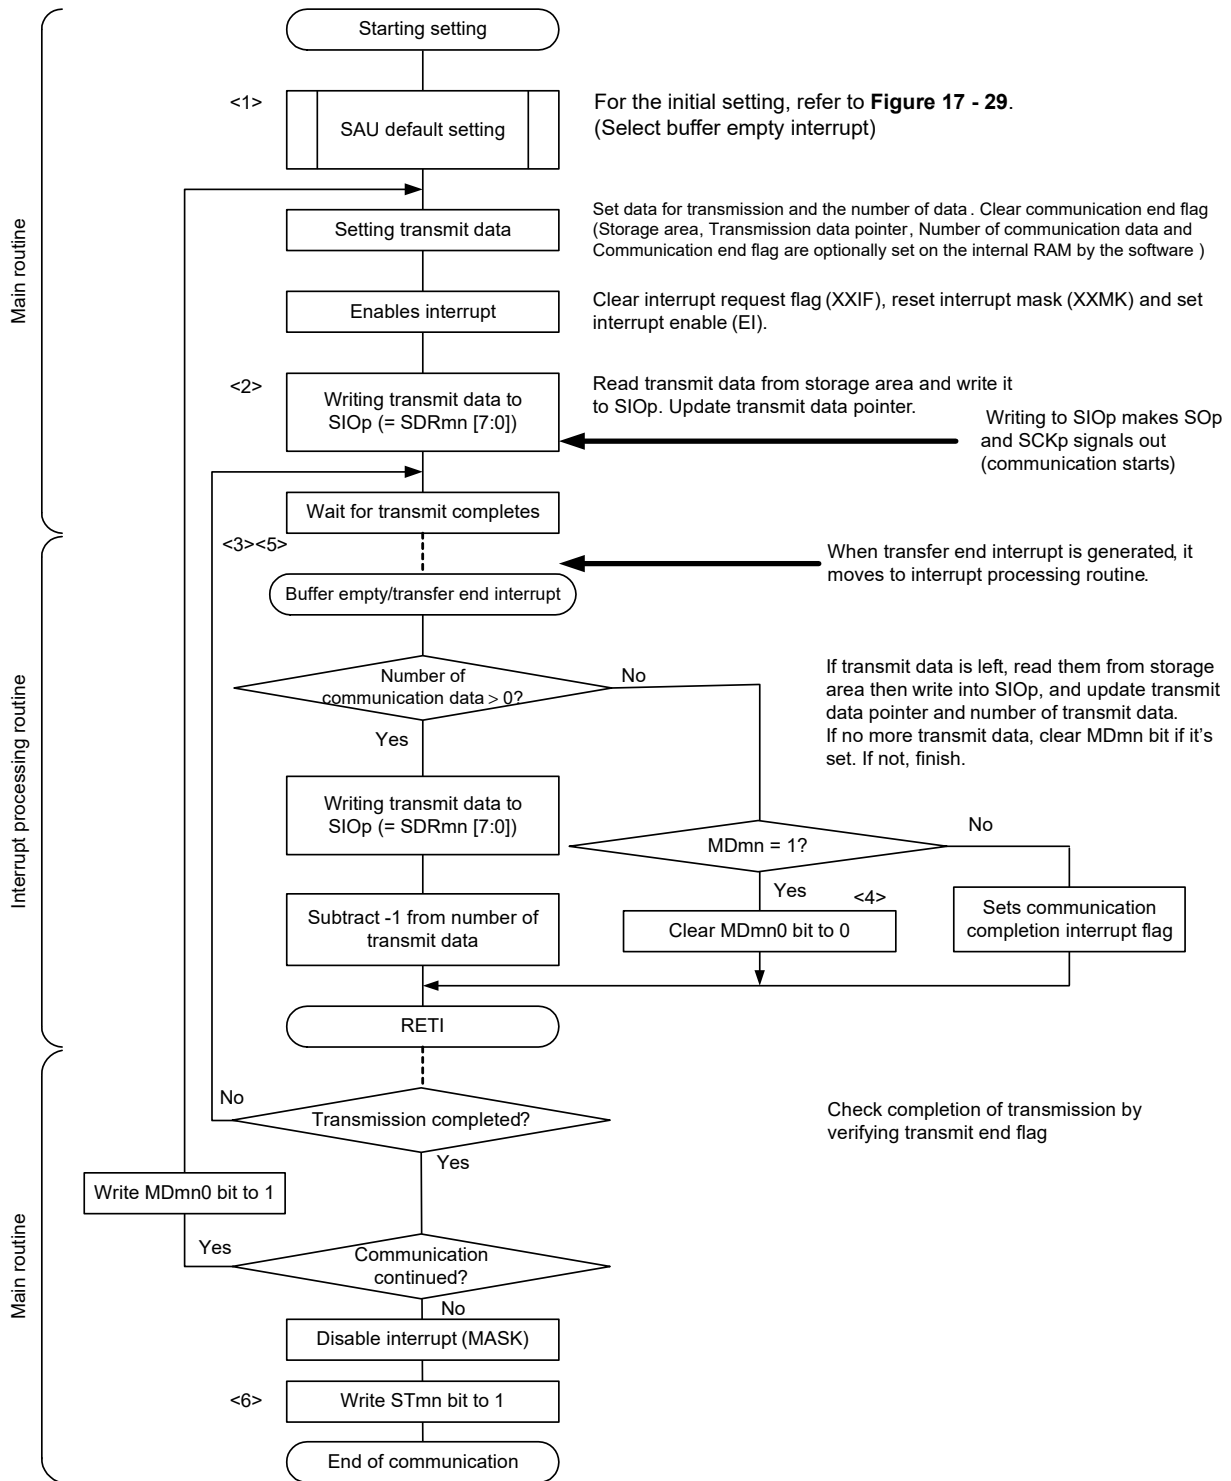 Starting setting
<1>
SAU default setting
For the initial setting, refer to Figure 17 - 29.
(Select buffer empty interrupt)
Main routine
Setting transmit data
Set data for transmission and the number of data. Clear communication end flag
(Storage area, Transmission data pointer, Number of communication data and
Communication end flag are optionally set on the internal RAM by the software )
Enables interrupt
Clear interrupt request flag (XXIF), reset interrupt mask (XXMK) and set
interrupt enable (EI).
<2>
Writing transmit data to
SIOp (= SDRmn [7:0])
Read transmit data from storage area and write it
to SIOp. Update transmit data pointer.
Writing to SIOp makes SOp
and SCKp signals out
(communication starts)
Wait for transmit completes
<3><5>
When transfer end interrupt is generated, it
moves to interrupt processing routine.
Buffer empty/transfer end interrupt
Interrupt processing routine
Number of
communication data > 0?
No
Yes
If transmit data is left, read them from storage
area then write into SIOp, and update transmit
data pointer and number of transmit data.
If no more transmit data, clear MDmn bit if it's
set. If not, finish.
Writing transmit data to
SIOp (= SDRmn [7:0])
MDmn = 1?
No
Yes
<4>
Subtract -1 from number of
transmit data
Clear MDmn0 bit to 0
Sets communication
completion interrupt flag
RETI
Main routine
No
Transmission completed?
Check completion of transmission by
verifying transmit end flag
Yes
Write MDmn0 bit to 1
Yes
Communication
continued?
No
Disable interrupt (MASK)
<6>
Write STmn bit to 1
End of communication